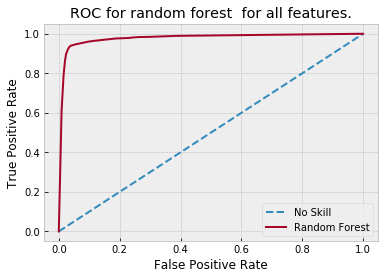 ROC for random forest  for all features.
True Positive Rate
1.0
0.8
0.6
0.4
0.2
0.0
No Skill
Random Forest
0.0 0.2 0.4 0.6 0.8 1.0
False Positive Rate